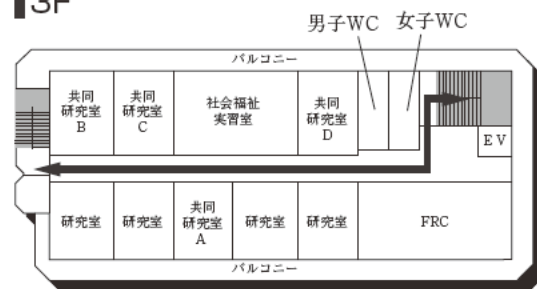 3F
男子WC 女子WC
バルコニー
共同
研究室
B
共同
研究室
C
社会福祉
実習室
共同
研究室
D
EV
研究室
研究室
共同
研究室
A
研究室
研究室
FRC
バルコニー